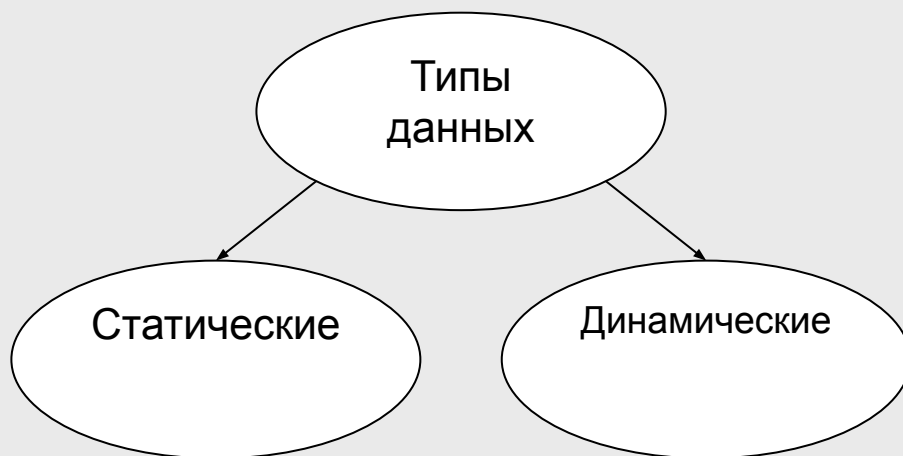 Типы
данных
Статические
Динамические